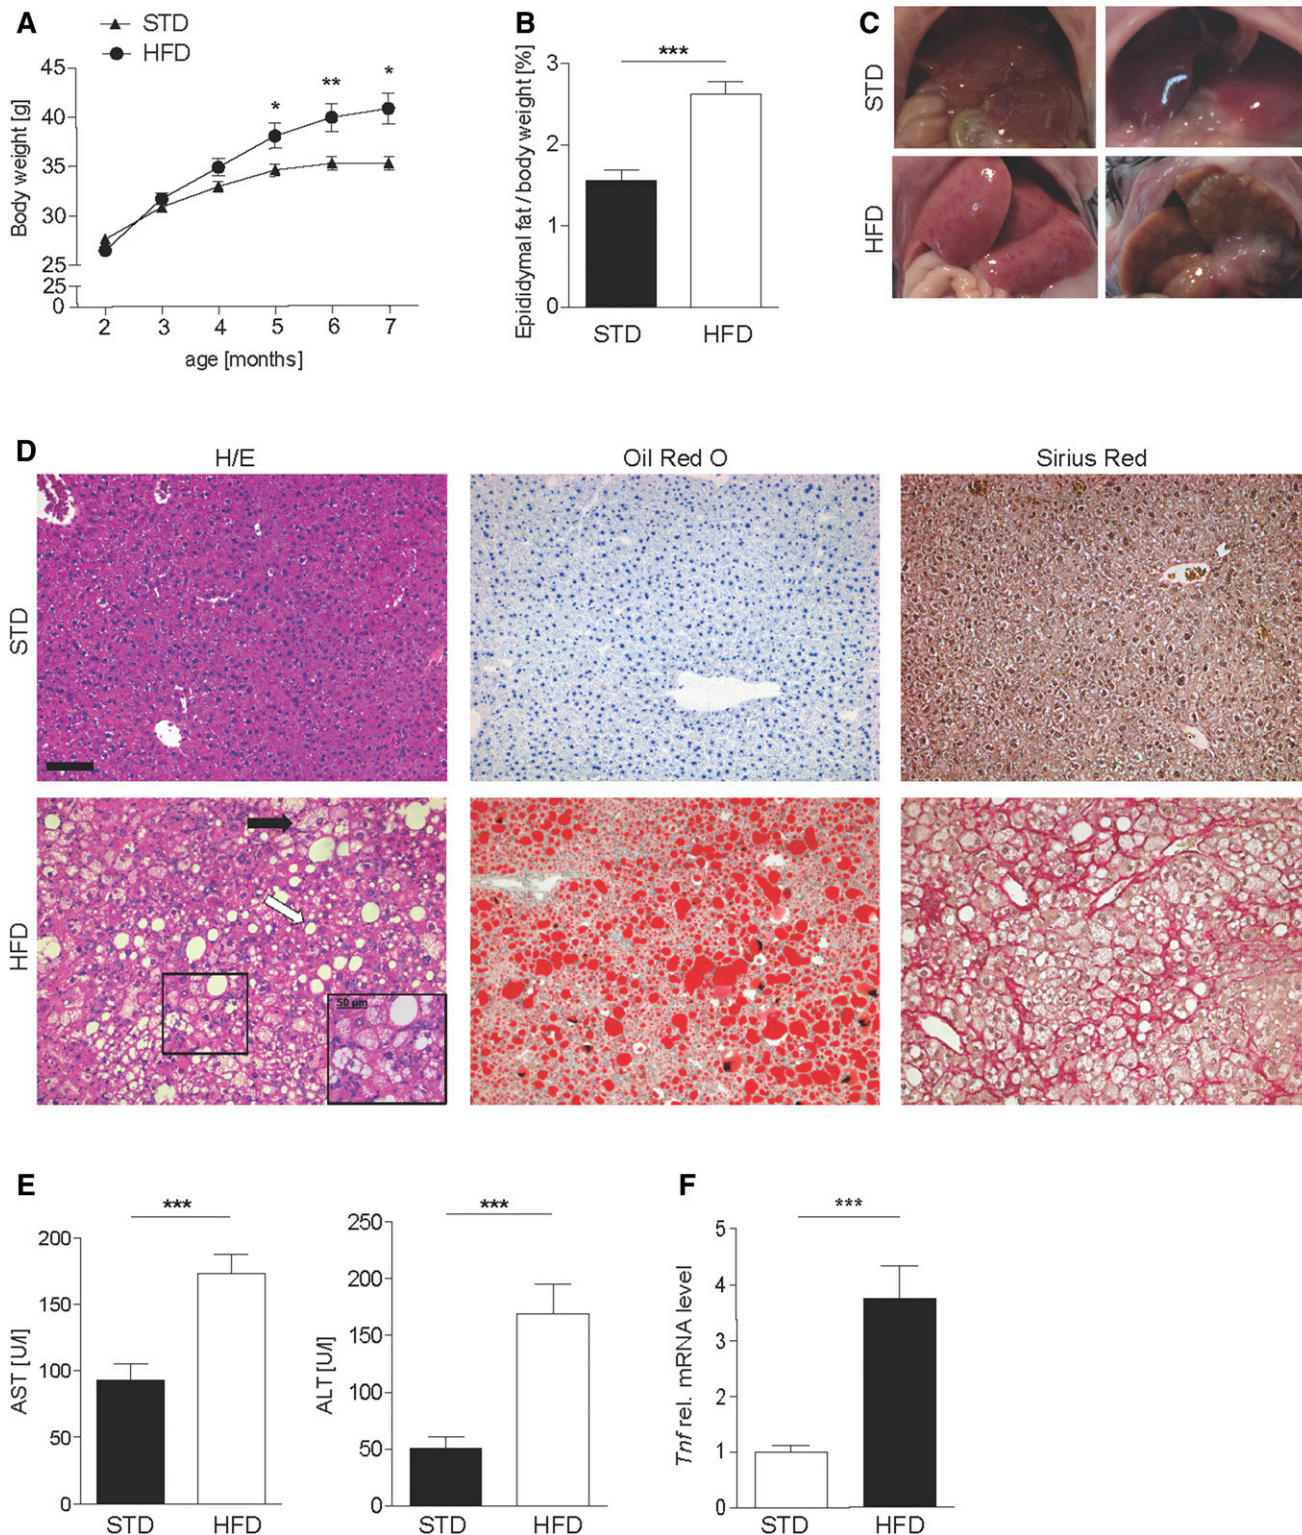 A
STD
HFD
Body weight [g]
45
40
35
30
25
25
0
*
**
*
2 3 4 5 6 7
age [months]
B
Epididymal fat / body weight [%]
3
2
1
0
***
STD HFD
C
STD
HFD
D
H/E Oil Red O Sirius Red
STD
HFD
50 µm
E
AST [U/l]
200
150
100
50
0
***
STD HFD
ALT [U/l]
250
200
150
100
50
0
***
STD HFD
F
Tnf rel. mRNA level
5
4
3
2
1
0
***
STD HFD